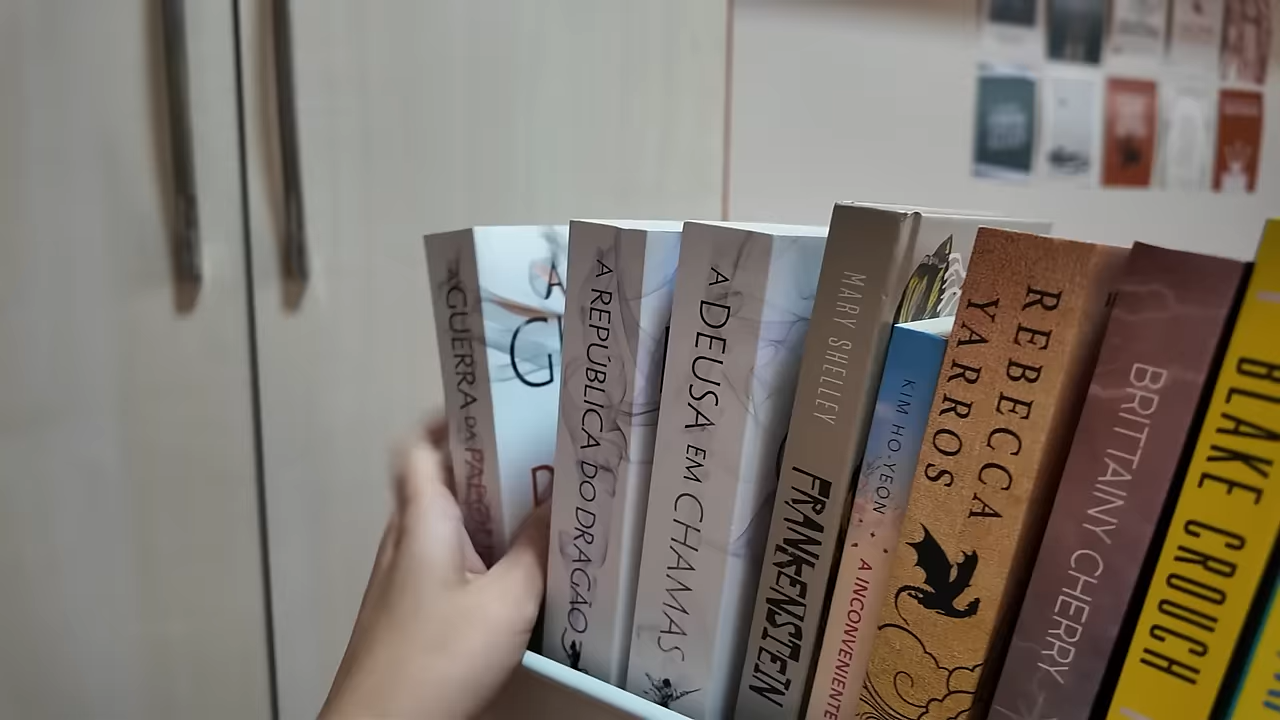 A GUERRA DA PAPOULA
A
G
D
A REPÚBLICA DO DRAGÃO
A DEUSA EM CHAMAS
MARY SHELLEY
FRANKENSTEIN
KIM HO-YEON
A INCONVENIENTE
REBECCA
YARROS
BRITTAINY CHERRY
BLAKE CROUCH